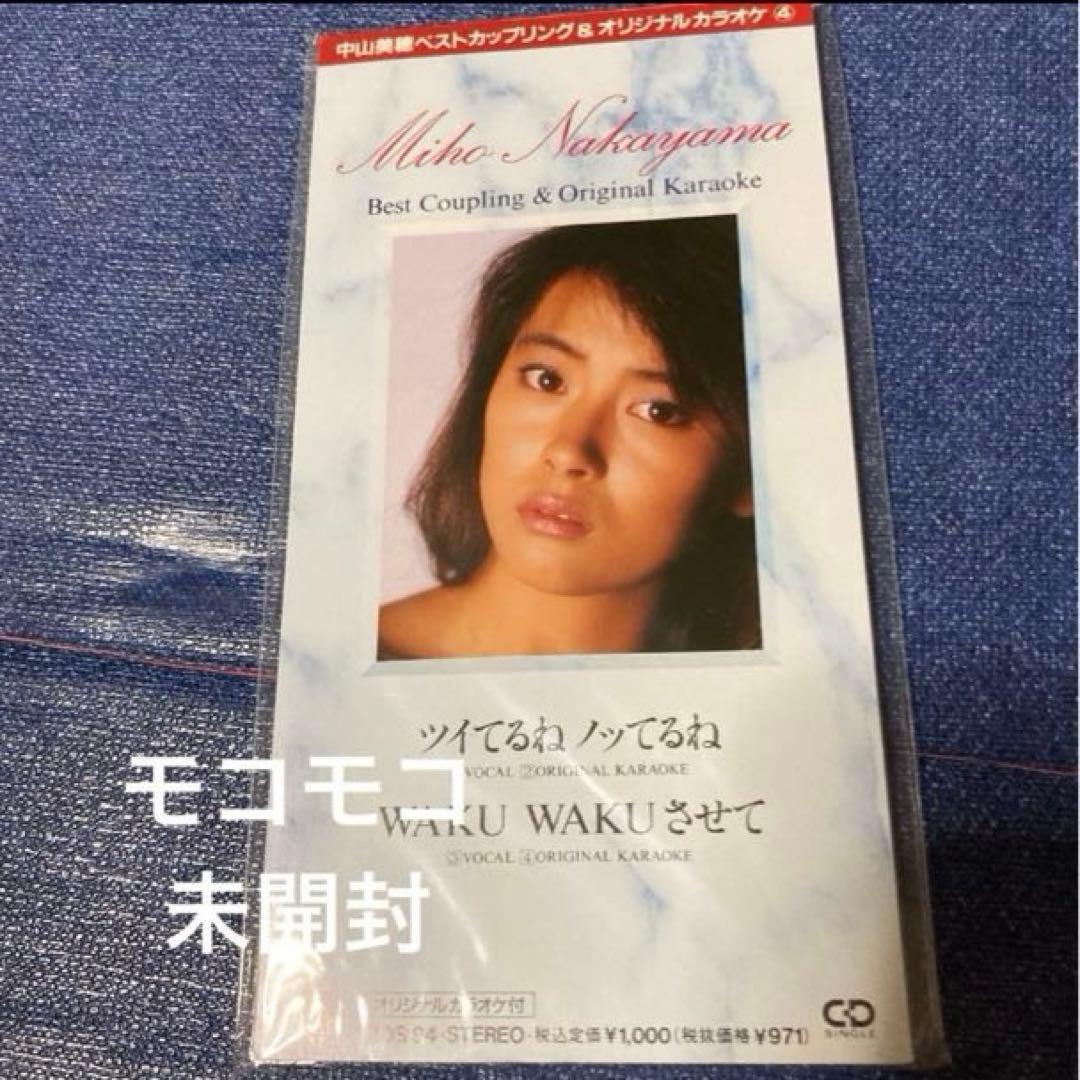 中山美穂ベストカップリング&オリジナルカラオケ④
Miho Nakayama
Best Coupling & Original Karaoke
ツイてるね ノッてるね
VOCAL ②ORIGINAL KARAOKE
モコモコ
WAKU WAKUさせて
③VOCAL ④ORIGINAL KARAOKE
未開封
オリジナルカラオケ付
STEREO・税込定価¥1,000(税抜価格¥971)
CD
SINGLE